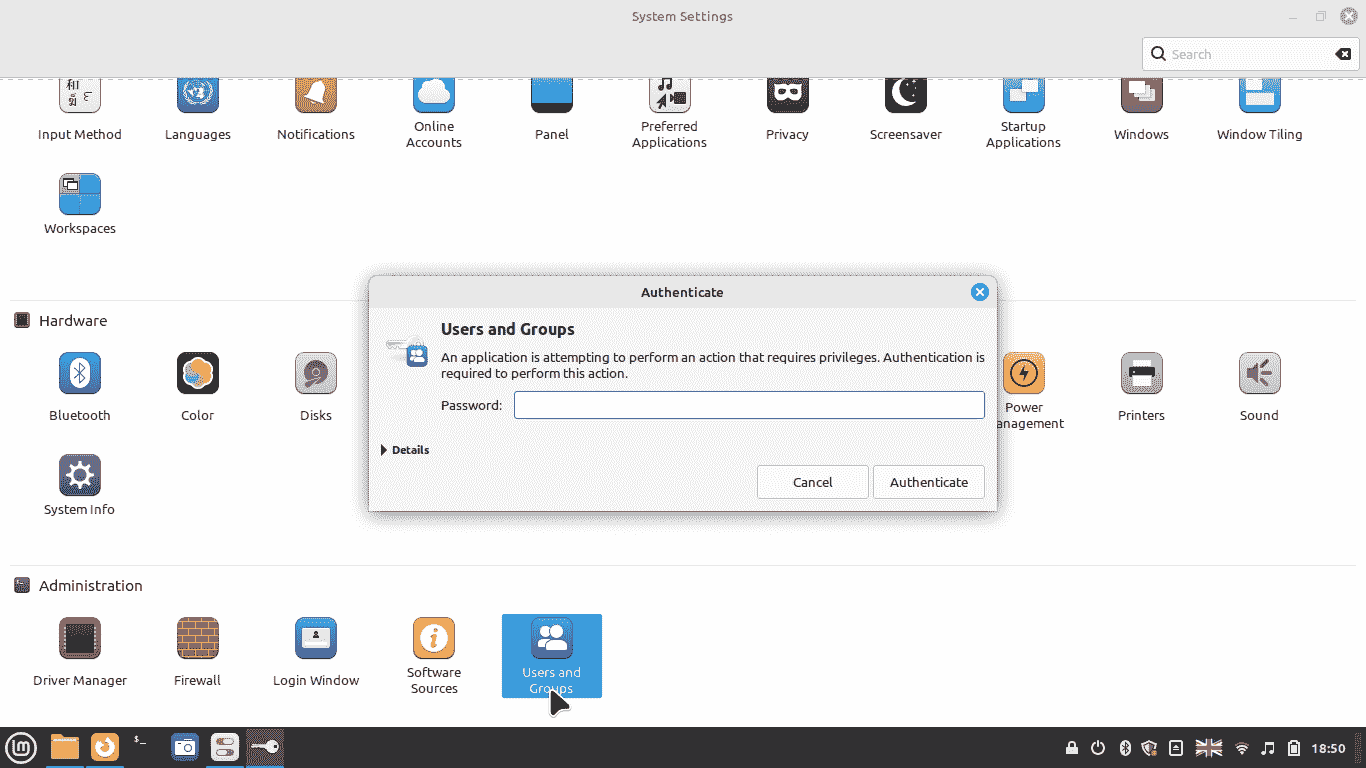 System Settings
Search
Input Method
Languages
Notifications
Online
Accounts
Panel
Preferred
Applications
Privacy
Screensaver
Startup
Applications
Windows
Window Tiling
Workspaces
Authenticate
Users and Groups
An application is attempting to perform an action that requires privileges. Authentication is
required to perform this action.
Password:
Details
Cancel
Authenticate
Hardware
Bluetooth
Color
Disks
Power
anagement
Printers
Sound
System Info
Administration
Driver Manager
Firewall
Login Window
Software
Sources
Users and
Groups
18:50